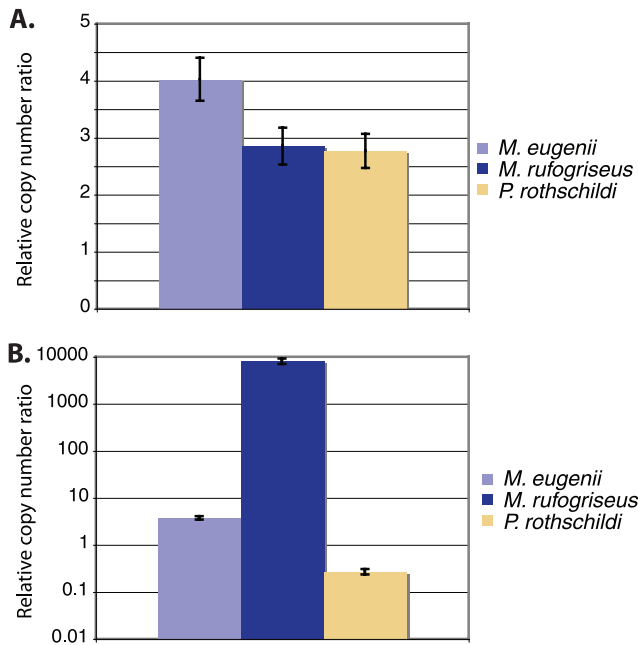 A.
Relative copy number ratio
5
4
3
2
1
0
M. eugenii
M. rufogriseus
P. rothschildi
B.
Relative copy number ratio
10000
1000
100
10
1
0.1
0.01
M. eugenii
M. rufogriseus
P. rothschildi